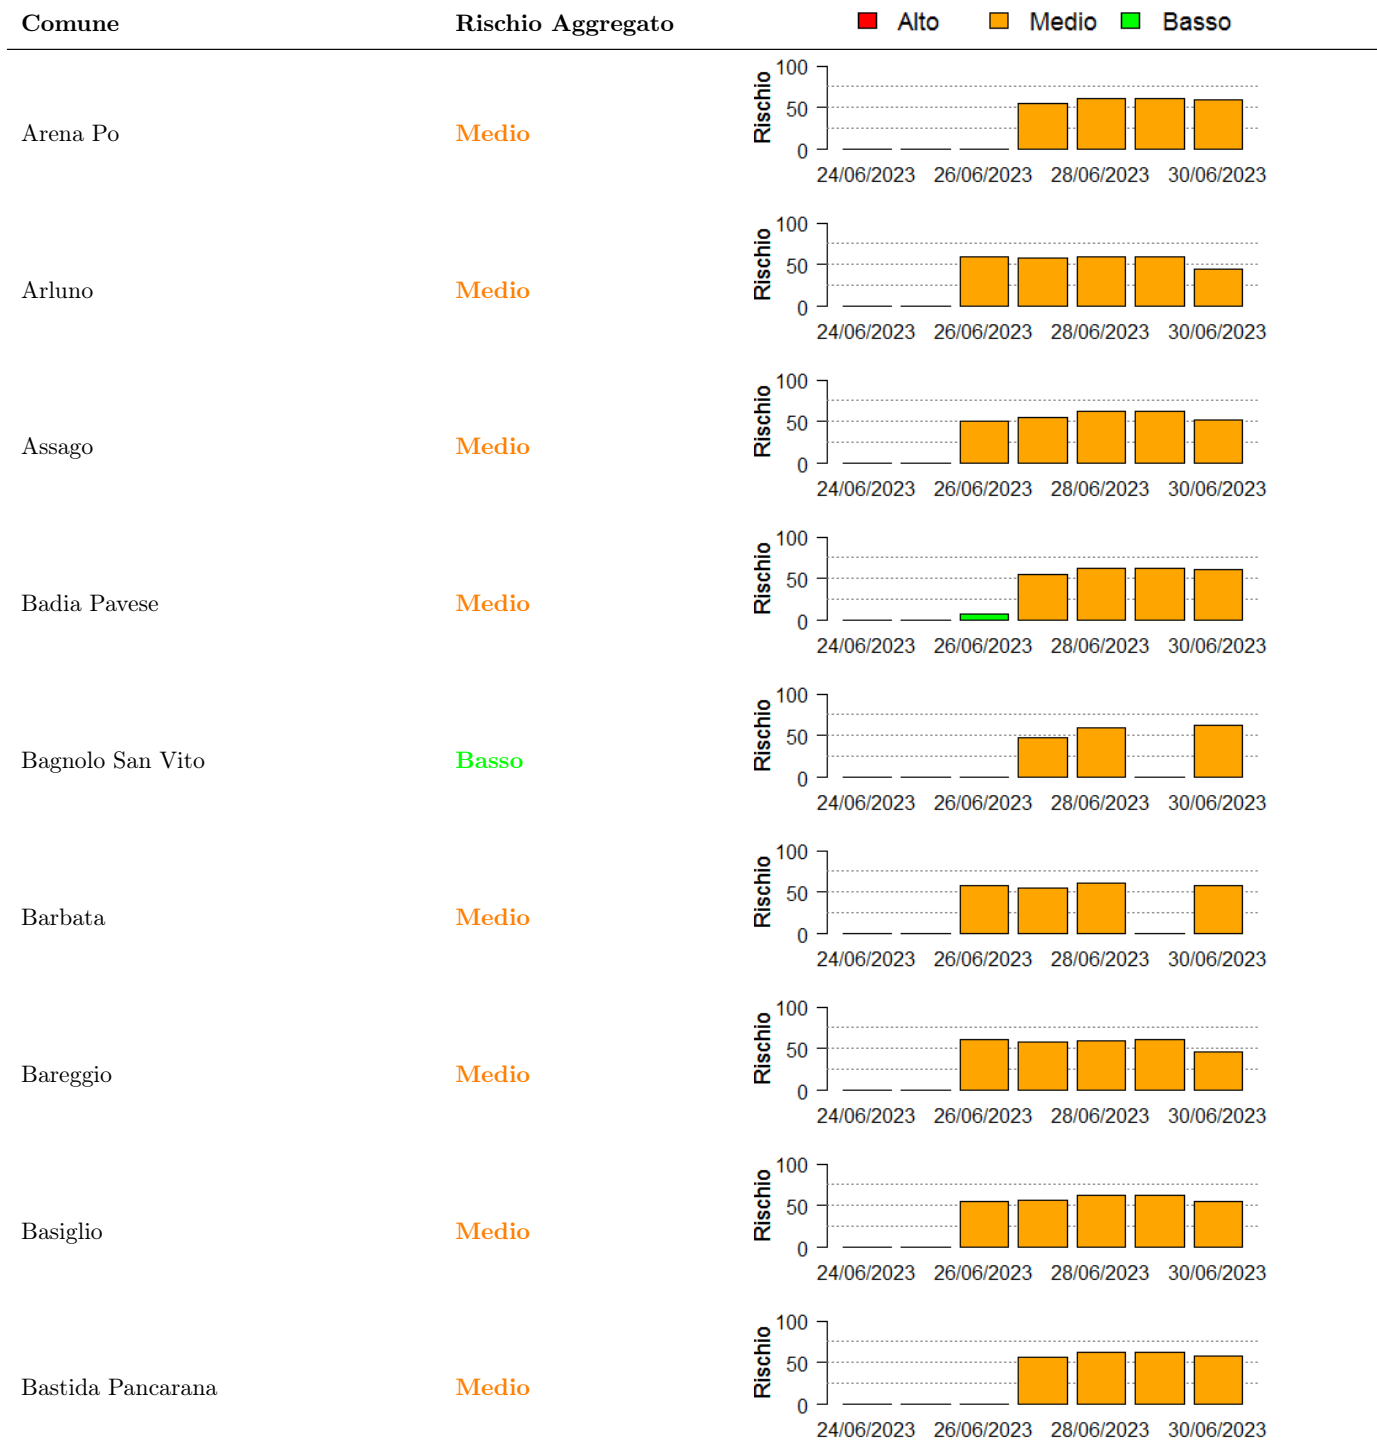 Comune Rischio Aggregato Alto Medio Basso
100
50
0
Rischio
Arena Po Medio
24/06/2023 26/06/2023 28/06/2023 30/06/2023
100
50
0
Rischio
Arluno Medio
24/06/2023 26/06/2023 28/06/2023 30/06/2023
100
50
0
Rischio
Assago Medio
24/06/2023 26/06/2023 28/06/2023 30/06/2023
100
50
0
Rischio
Badia Pavese Medio
24/06/2023 26/06/2023 28/06/2023 30/06/2023
100
50
0
Rischio
Bagnolo San Vito Basso
24/06/2023 26/06/2023 28/06/2023 30/06/2023
100
50
0
Rischio
Barbata Medio
24/06/2023 26/06/2023 28/06/2023 30/06/2023
100
50
0
Rischio
Bareggio Medio
24/06/2023 26/06/2023 28/06/2023 30/06/2023
100
50
0
Rischio
Basiglio Medio
24/06/2023 26/06/2023 28/06/2023 30/06/2023
100
50
0
Rischio
Bastida Pancarana Medio
24/06/2023 26/06/2023 28/06/2023 30/06/2023